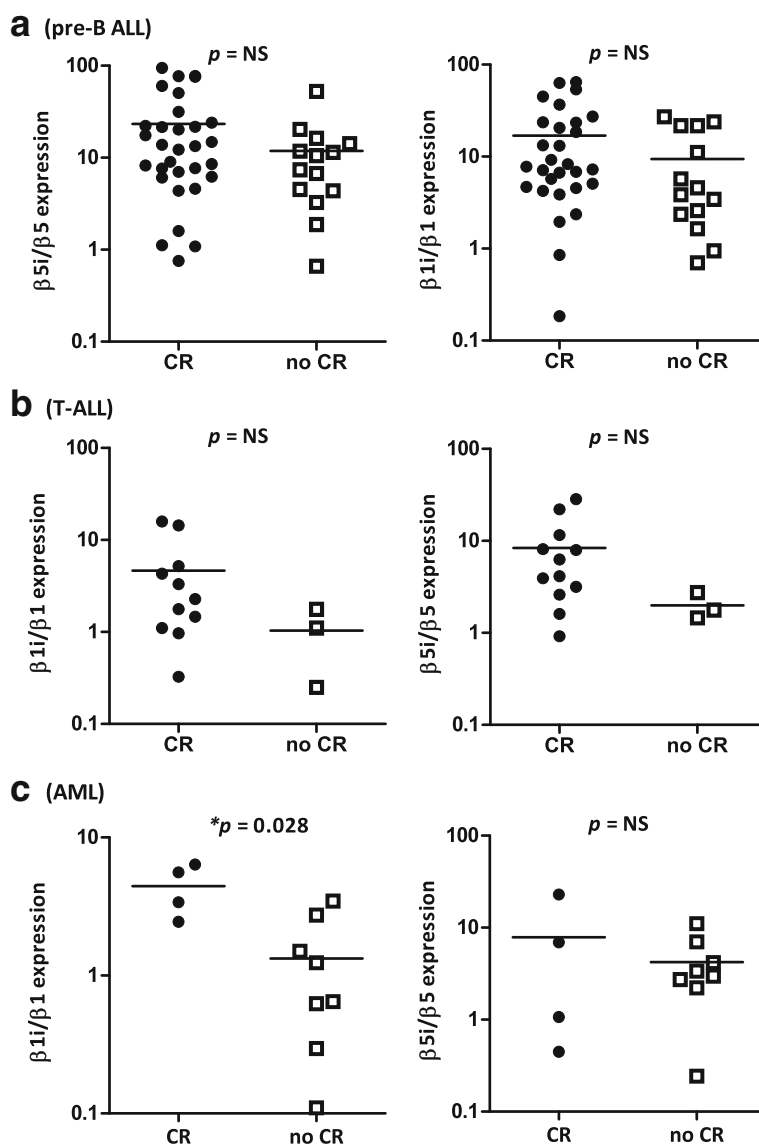 a (pre-B ALL)
p = NS
β5i/β5 expression
100
10
1
0.1
CR
no CR
p = NS
β1i/β1 expression
100
10
1
0.1
CR
no CR
b (T-ALL)
p = NS
β1i/β1 expression
100
10
1
0.1
CR
no CR
p = NS
β5i/β5 expression
100
10
1
0.1
CR
no CR
c (AML)
*p = 0.028
β1i/β1 expression
10
1
0.1
CR
no CR
p = NS
β5i/β5 expression
100
10
1
0.1
CR
no CR